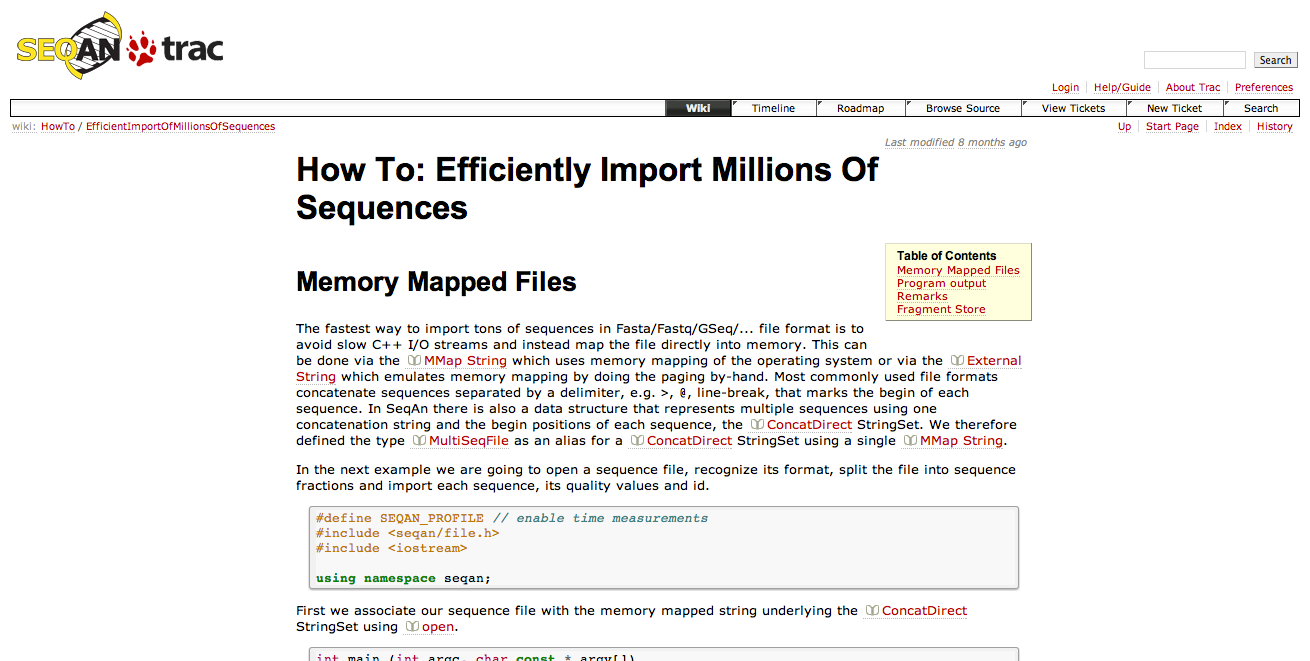 SEQAN trac
Search
Login Help/Guide About Trac Preferences
Wiki Timeline Roadmap Browse Source View Tickets New Ticket Search
wiki: HowTo / EfficientImportOfMillionsOfSequences
Up Start Page Index History
Last modified 8 months ago
How To: Efficiently Import Millions Of
Sequences
Table of Contents
Memory Mapped Files
Program output
Remarks
Fragment Store
Memory Mapped Files
The fastest way to import tons of sequences in Fasta/Fastq/GSeq/... file format is to
avoid slow C++ I/O streams and instead map the file directly into memory. This can
be done via the MMap String which uses memory mapping of the operating system or via the External
String which emulates memory mapping by doing the paging by-hand. Most commonly used file formats
concatenate sequences separated by a delimiter, e.g. >, @, line-break, that marks the begin of each
sequence. In SeqAn there is also a data structure that represents multiple sequences using one
concatenation string and the begin positions of each sequence, the ConcatDirect StringSet. We therefore
defined the type MultiSeqFile as an alias for a ConcatDirect StringSet using a single MMap String.
In the next example we are going to open a sequence file, recognize its format, split the file into sequence
fractions and import each sequence, its quality values and id.
#define SEQAN_PROFILE // enable time measurements
#include <seqan/file.h>
#include <iostream>
using namespace seqan;
First we associate our sequence file with the memory mapped string underlying the ConcatDirect
StringSet using open.
int main (int argc, char const * argv[])